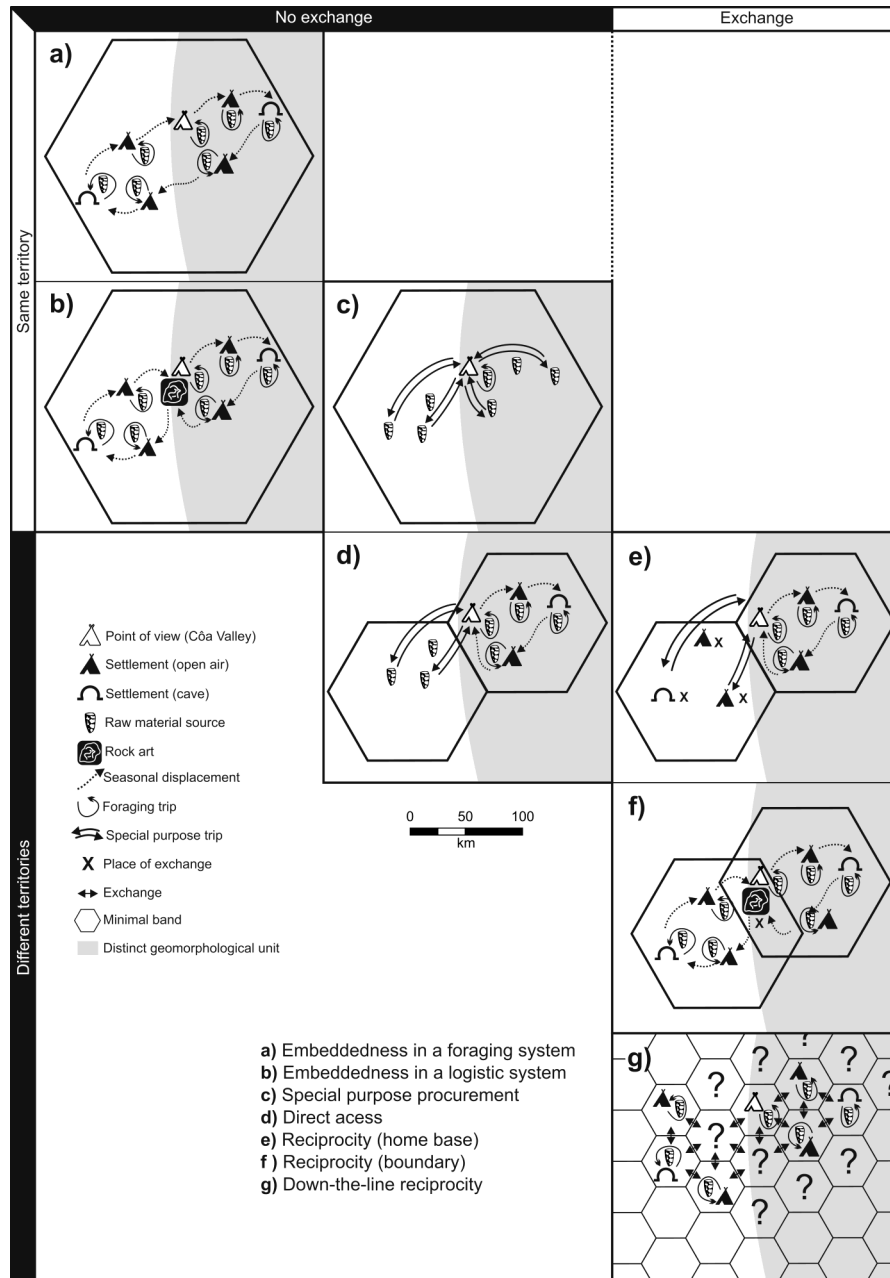 No exchange
Exchange
Same territory
a)
b)
c)
Different territories
d)
e)
Point of view (Côa Valley)
Settlement (open air)
Settlement (cave)
Raw material source
Rock art
Seasonal displacement
Foraging trip
Special purpose trip
X Place of exchange
Exchange
Minimal band
Distinct geomorphological unit
X
X
X
0 50 100
km
f)
X
a) Embeddedness in a foraging system
b) Embeddedness in a logistic system
c) Special purpose procurement
d) Direct acess
e) Reciprocity (home base)
f ) Reciprocity (boundary)
g) Down-the-line reciprocity
g)
?
?
?
?
?
?
?
?
?
?
?